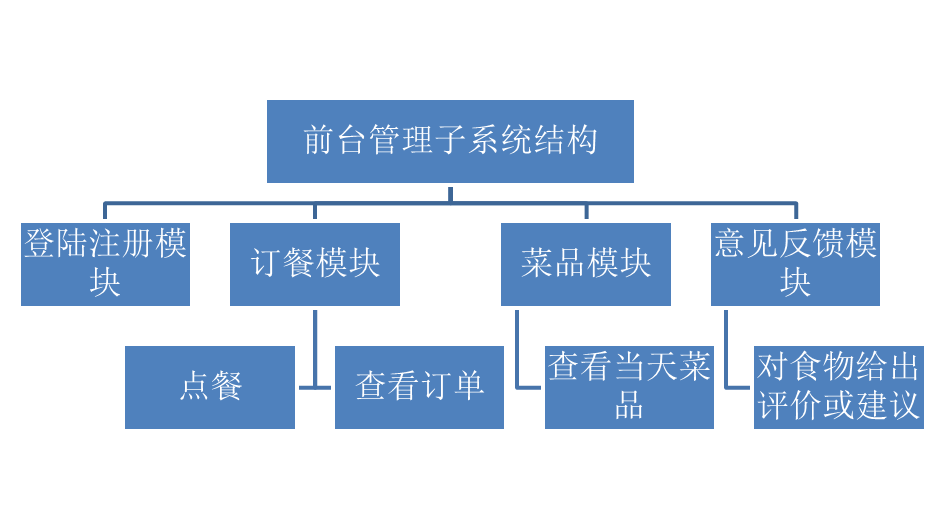 前台管理子系统结构
登陆注册模
块
订餐模块
菜品模块
意见反馈模
块
点餐
查看订单
查看当天菜
品
对食物给出
评价或建议